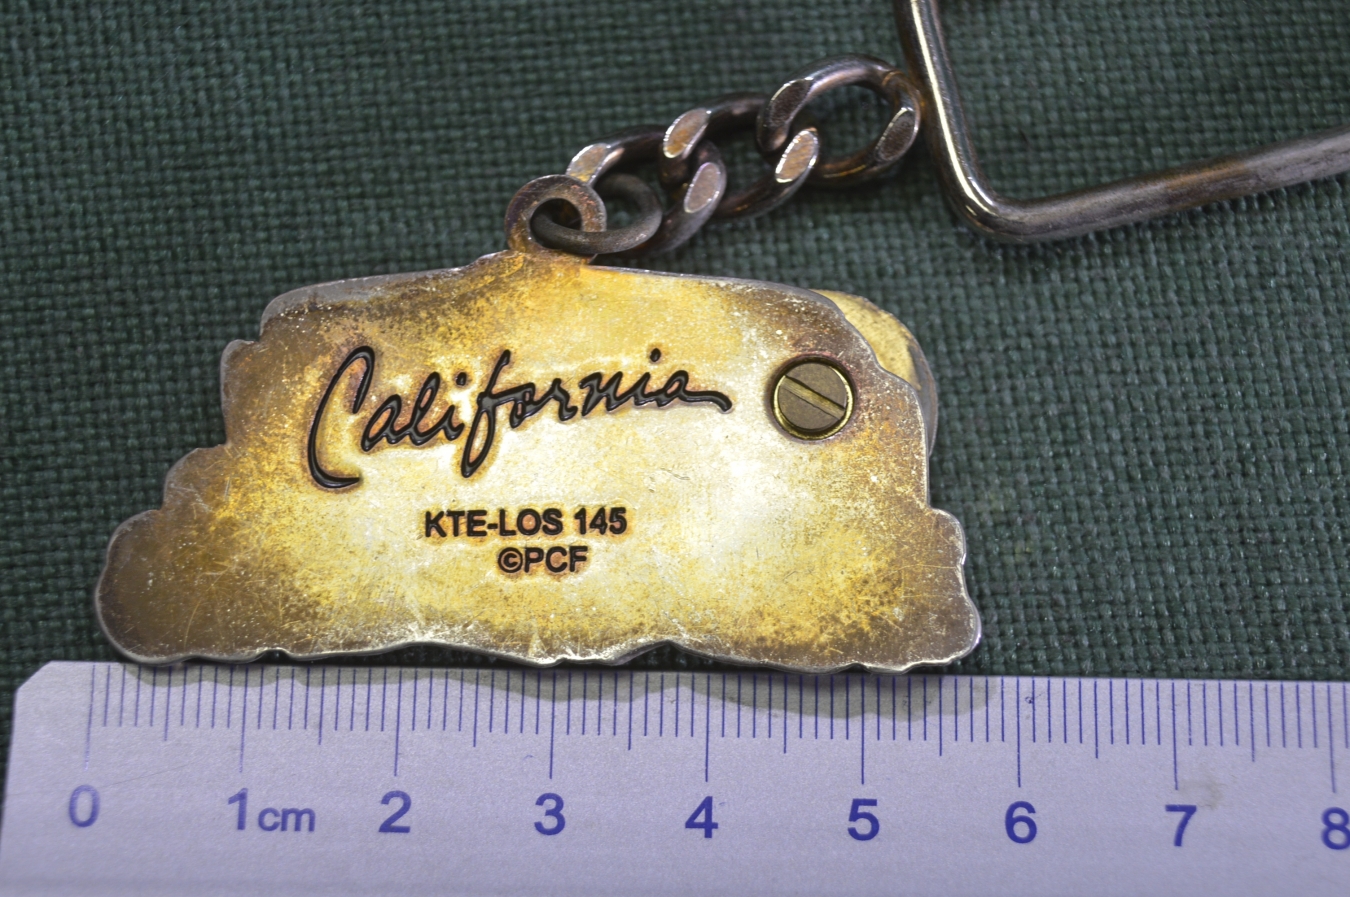 California
KTE-LOS 145
©PCF
0 1cm 2 3 4 5 6 7 8